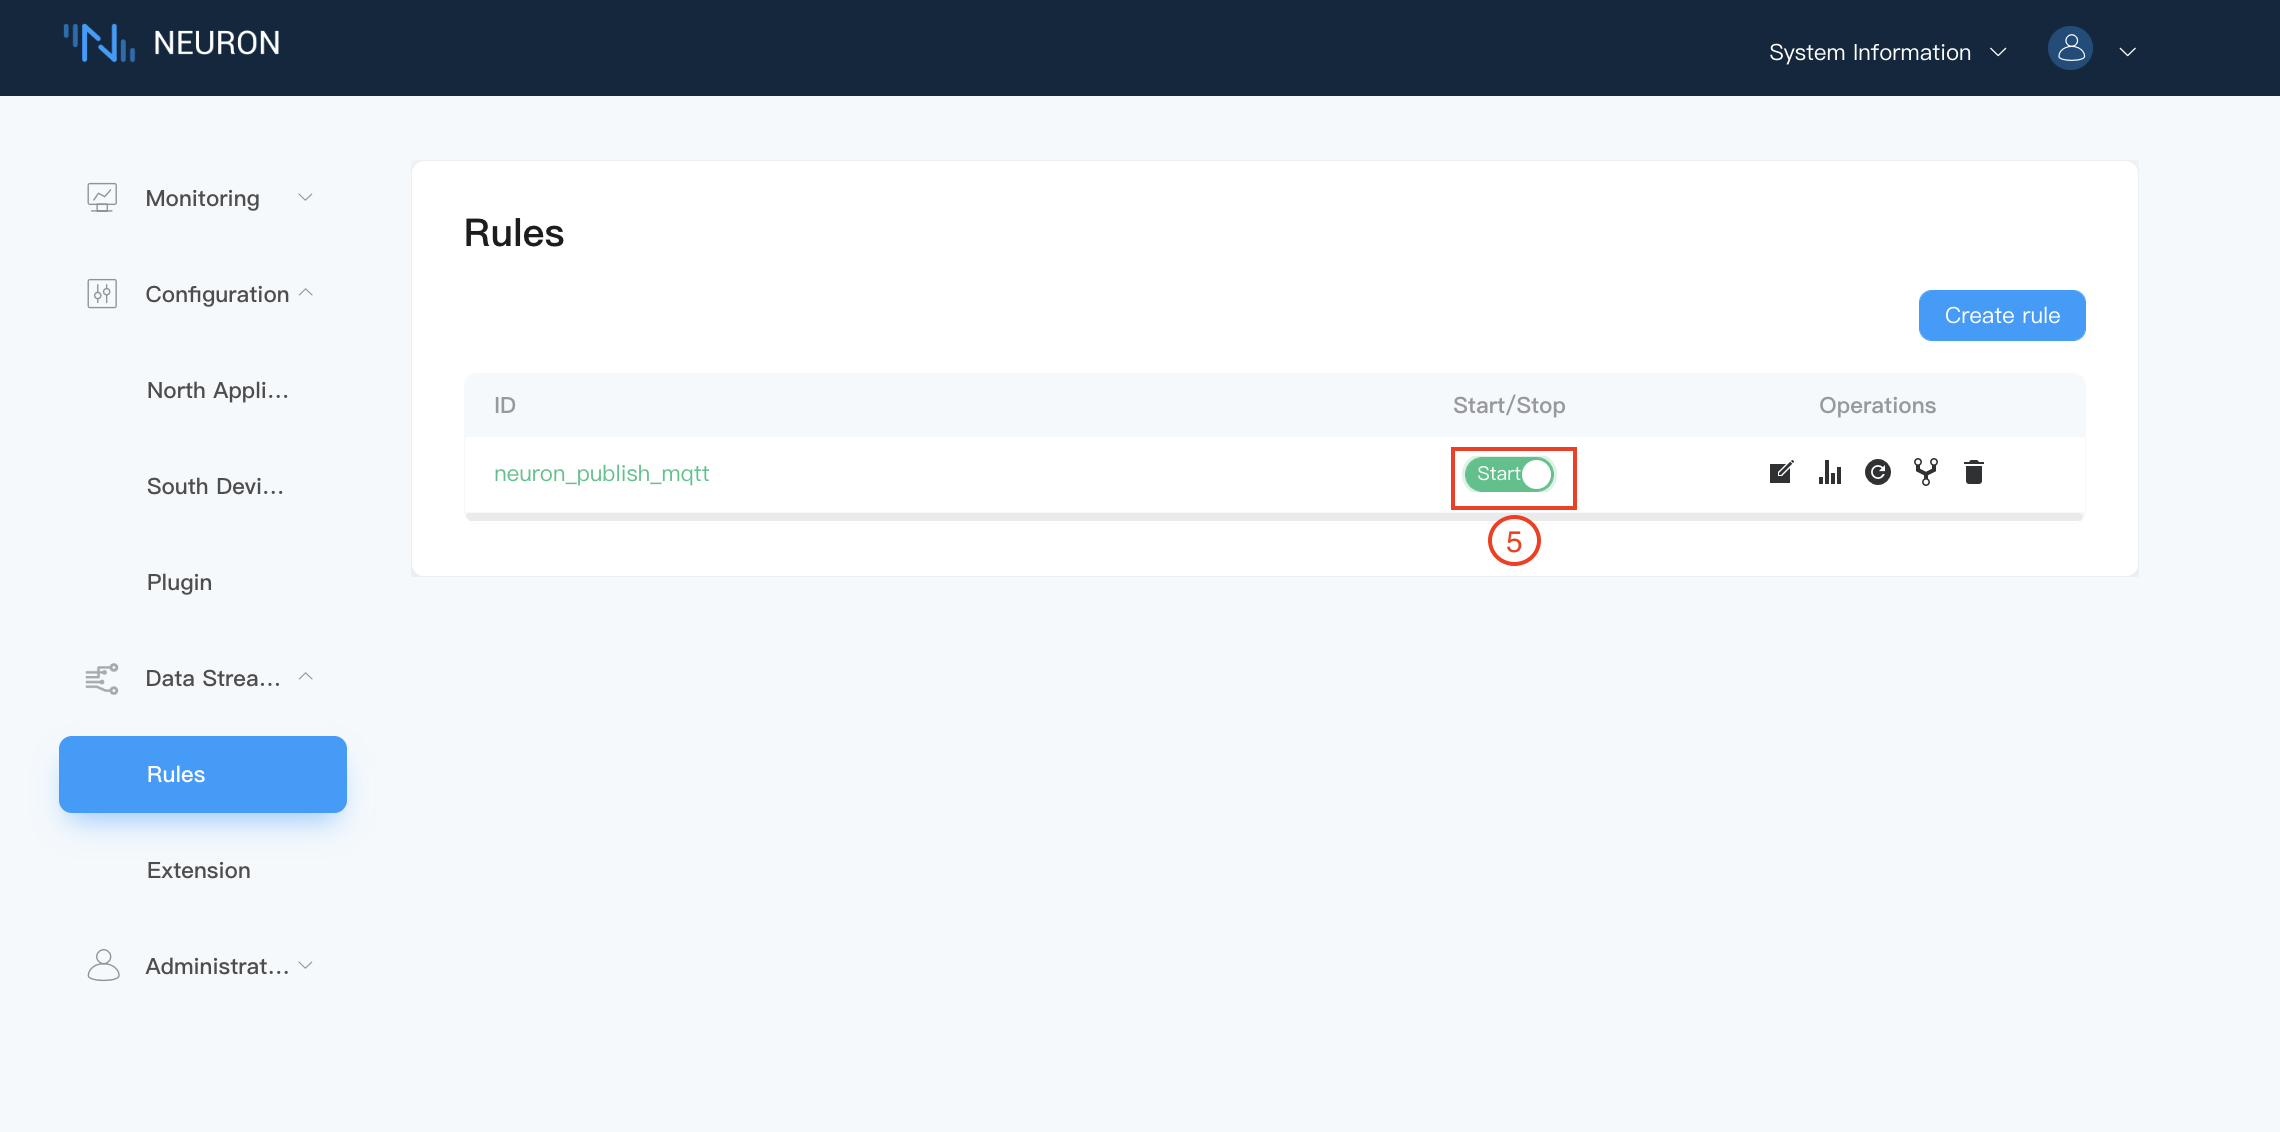 NEURON
System Information
Monitoring
Configuration
North Appli...
South Devi...
Plugin
Data Strea...
Rules
Extension
Administrat...
Rules
Create rule
ID Start/Stop Operations
neuron_publish_mqtt Start
5